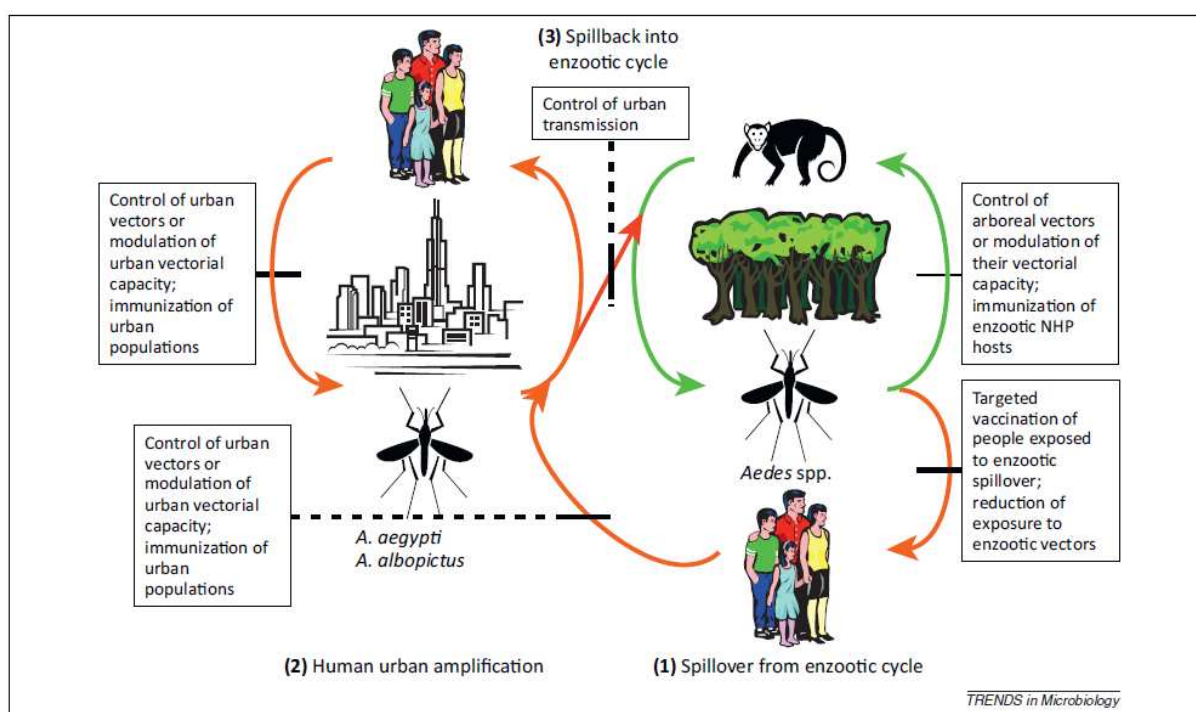 (3) Spillback into
enzootic cycle
Control of urban
transmission
Control of urban
vectors or
modulation of
urban vectorial
capacity;
immunization of
urban
populations
Control of
arboreal vectors
or modulation of
their vectorial
capacity;
immunization of
enzootic NHP
hosts
Control of urban
vectors or
modulation of
urban vectorial
capacity;
immunization of
urban
populations
A. aegypti
A. albopictus
Aedes spp.
Targeted
vaccination of
people exposed
to enzootic
spillover;
reduction of
exposure to
enzootic vectors
(2) Human urban amplification
(1) Spillover from enzootic cycle
TRENDS in Microbiology